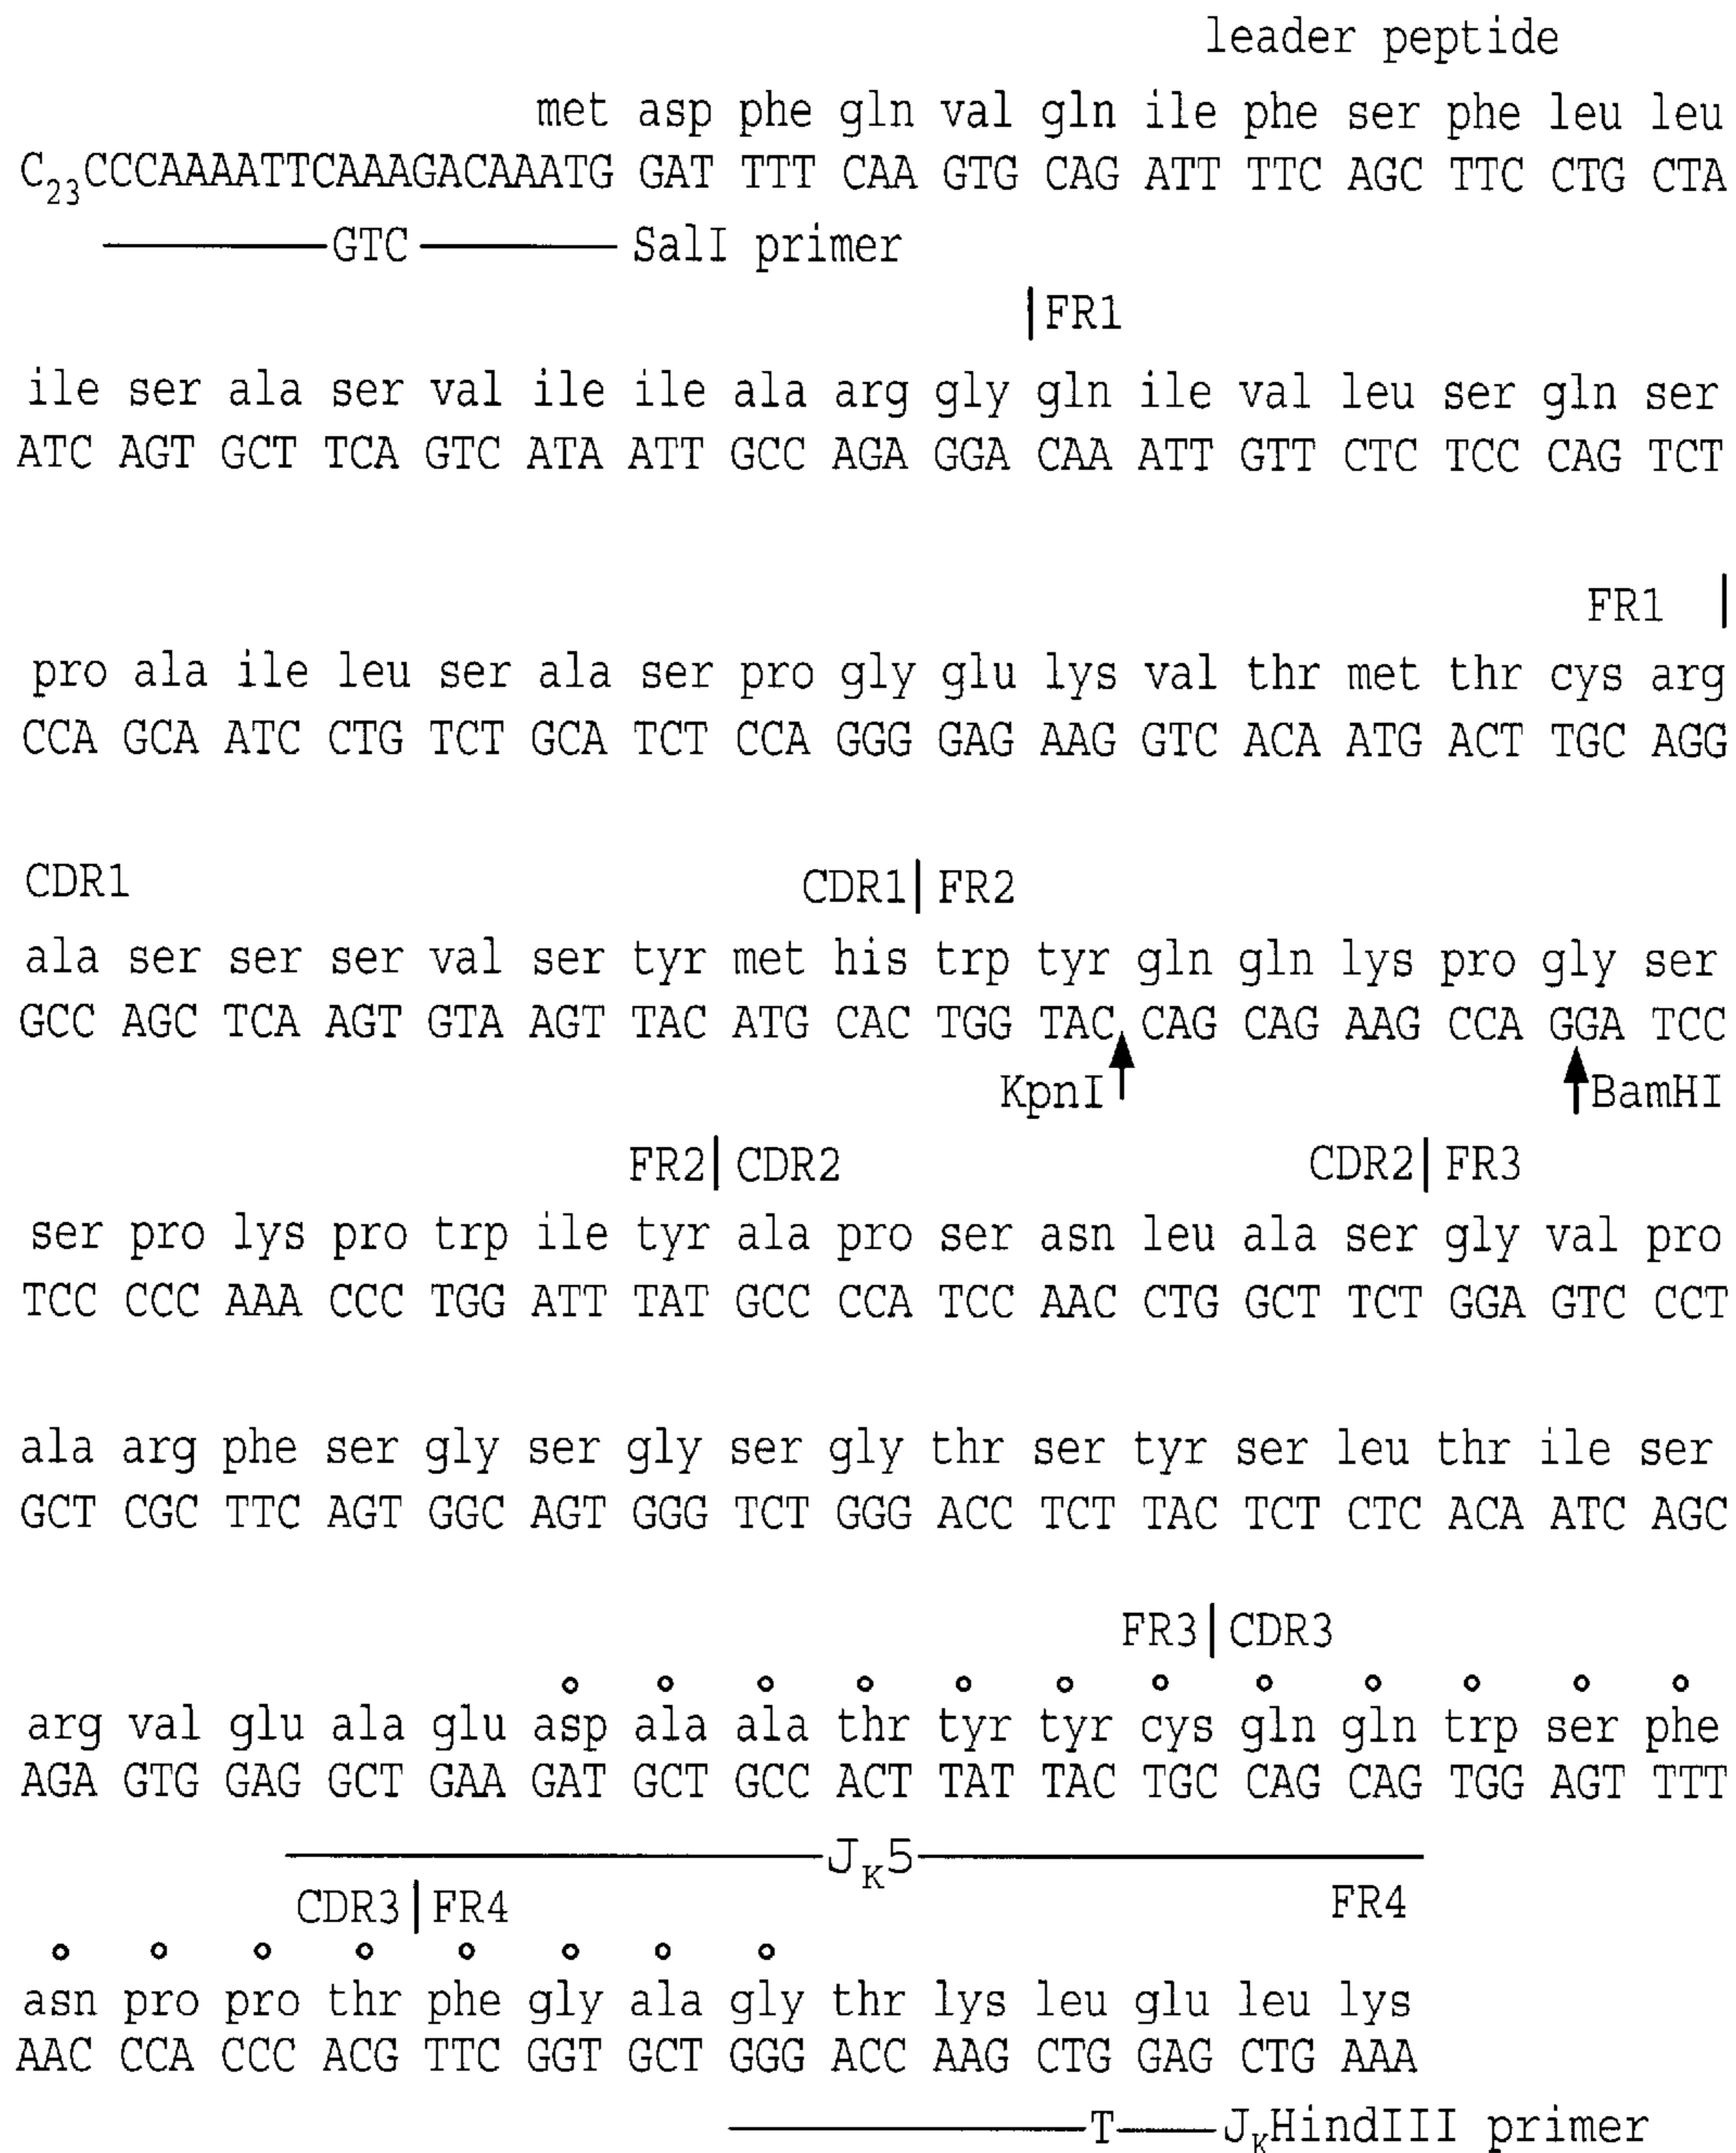 leader peptide
met asp phe gln val gln ile phe ser phe leu leu
C23CCCAAAATTCAAAGACAAATG GAT TTT CAA GTG CAG ATT TTC AGC TTC CTG CTA
GTC SalI primer
|FR1
ile ser ala ser val ile ile ala arg gly gln ile val leu ser gln ser
ATC AGT GCT TCA GTC ATA ATT GCC AGA GGA CAA ATT GTT CTC TCC CAG TCT
FR1 |
pro ala ile leu ser ala ser pro gly glu lys val thr met thr cys arg
CCA GCA ATC CTG TCT GCA TCT CCA GGG GAG AAG GTC ACA ATG ACT TGC AGG
CDR1 CDR1| FR2
ala ser ser ser val ser tyr met his trp tyr gln gln lys pro gly ser
GCC AGC TCA AGT GTA AGT TAC ATG CAC TGG TAC CAG CAG AAG CCA GGA TCC
KpnI BamHI
FR2| CDR2 CDR2| FR3
ser pro lys pro trp ile tyr ala pro ser asn leu ala ser gly val pro
TCC CCC AAA CCC TGG ATT TAT GCC CCA TCC AAC CTG GCT TCT GGA GTC CCT
ala arg phe ser gly ser gly ser gly thr ser tyr ser leu thr ile ser
GCT CGC TTC AGT GGC AGT GGG TCT GGG ACC TCT TAC TCT CTC ACA ATC AGC
FR3| CDR3
arg val glu ala glu asp ala ala thr tyr tyr cys gln gln trp ser phe
AGA GTG GAG GCT GAA GAT GCT GCC ACT TAT TAC TGC CAG CAG TGG AGT TTT
JK5
CDR3| FR4 FR4
asn pro pro thr phe gly ala gly thr lys leu glu leu lys
AAC CCA CCC ACG TTC GGT GCT GGG ACC AAG CTG GAG CTG AAA
T JKHindIII primer